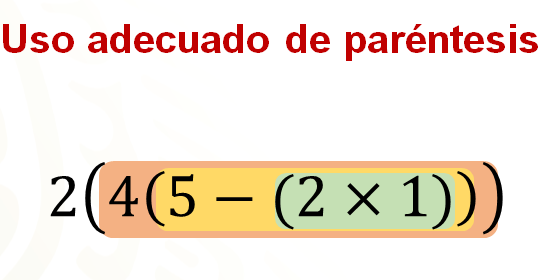 Uso adecuado de paréntesis
2(4(5 − (2 × 1)))